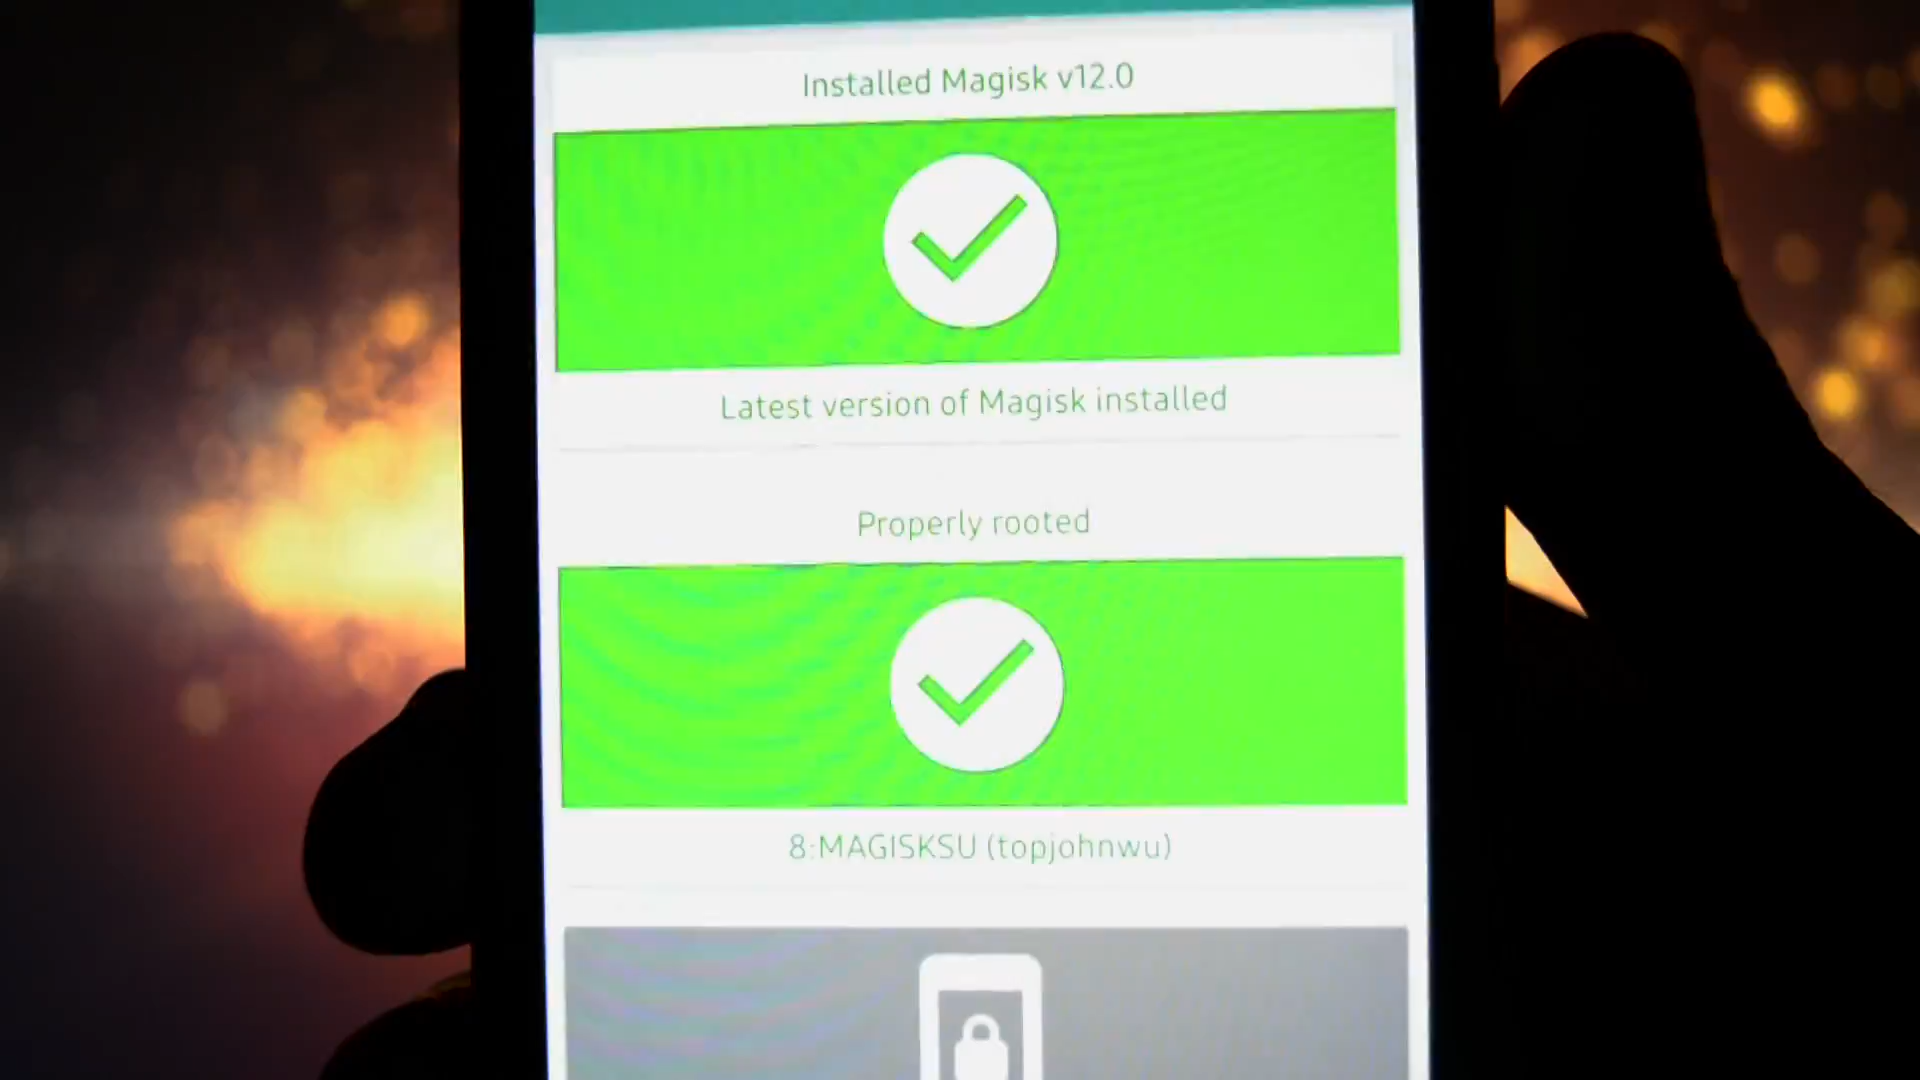 Installed Magisk v12.0
Latest version of Magisk installed
Properly rooted
8:MAGISKSU (topjohnwu)